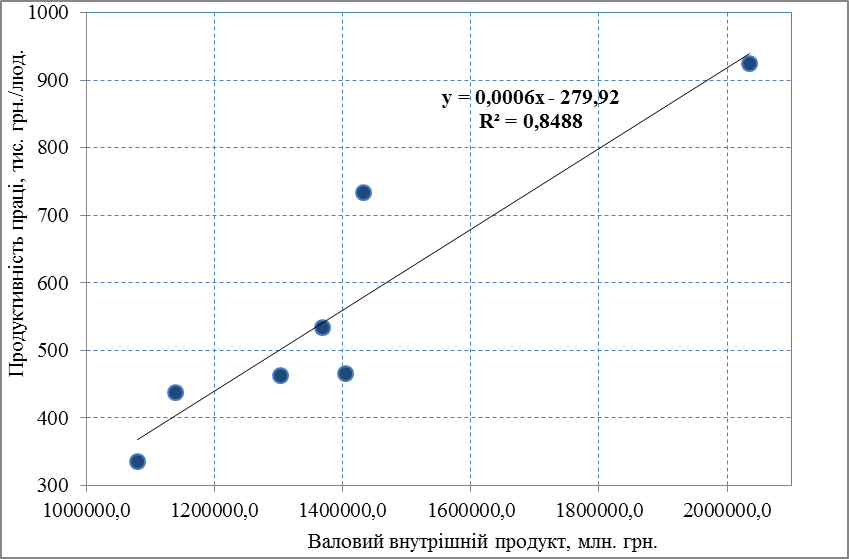 1000
900
800
700
600
500
400
300
Продуктивність праці, тис. грн./люд.
y = 0,0006x - 279,92
R² = 0,8488
1000000,0 1200000,0 1400000,0 1600000,0 1800000,0 2000000,0
Валовий внутрішній продукт, млн. грн.